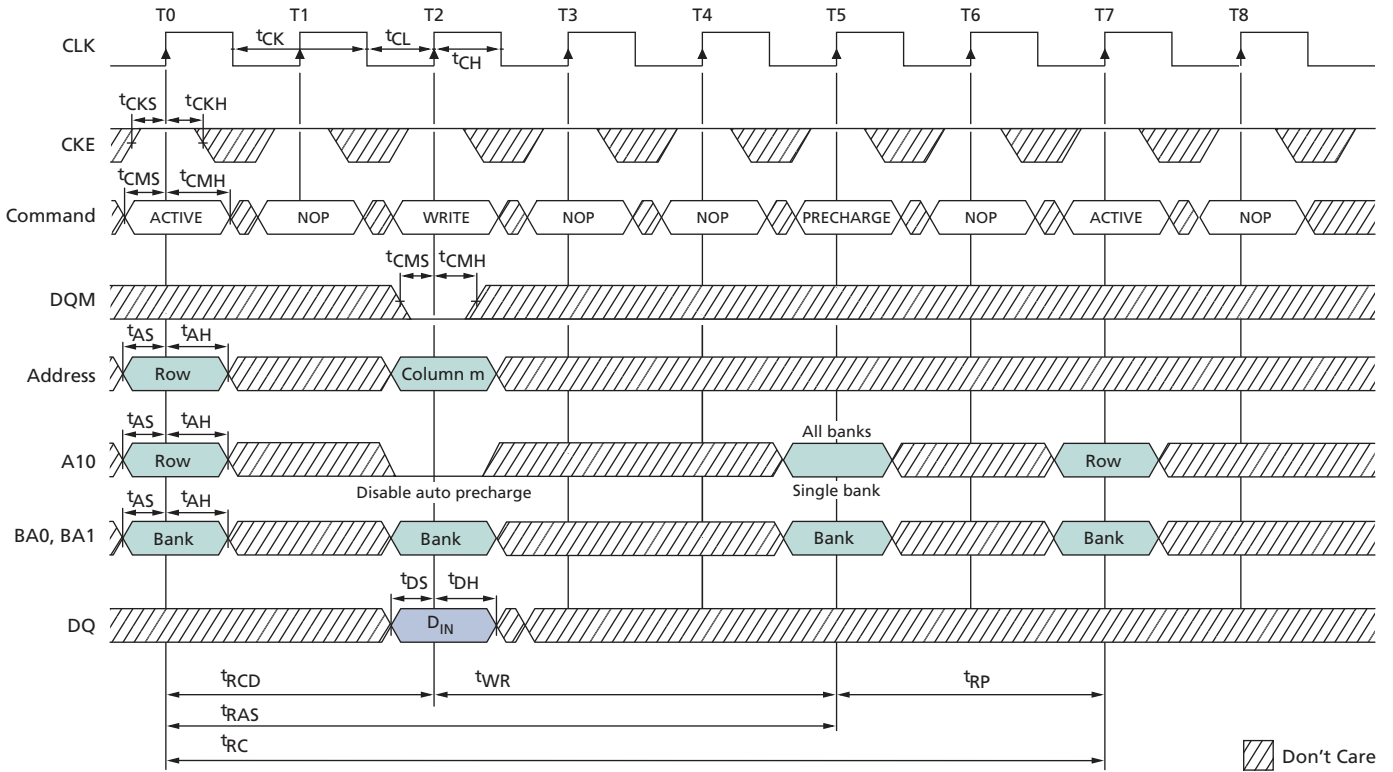 T0 T1 T2 T3 T4 T5 T6 T7 T8
CLK
tCK tCL tCH
tCKS tCKH
CKE
tCMS tCMH
Command ACTIVE NOP WRITE NOP NOP PRECHARGE NOP ACTIVE NOP
tCMS tCMH
DQM
tAS tAH
Address Row Column m
tAS tAH All banks
A10 Row Row
Disable auto precharge Single bank
tAS tAH
BA0, BA1 Bank Bank Bank Bank
tDS tDH
DQ DIN
tRCD tWR tRP
tRAS
tRC
Don't Care